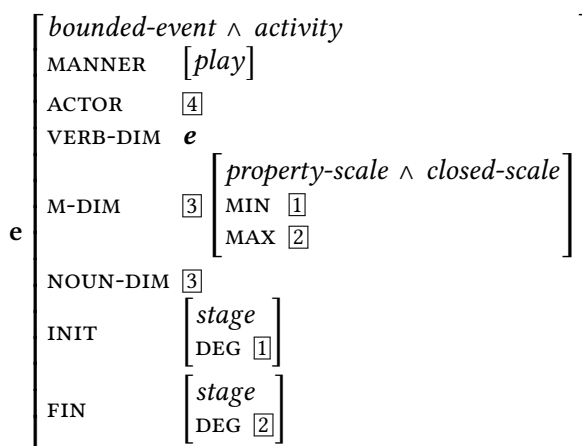 bounded-event ∧ activity
MANNER [play]
ACTOR 4
VERB-DIM e
property-scale ∧ closed-scale
M-DIM 3 MIN 1
MAX 2
e
NOUN-DIM 3
stage
INIT
DEG 1
stage
FIN
DEG 2